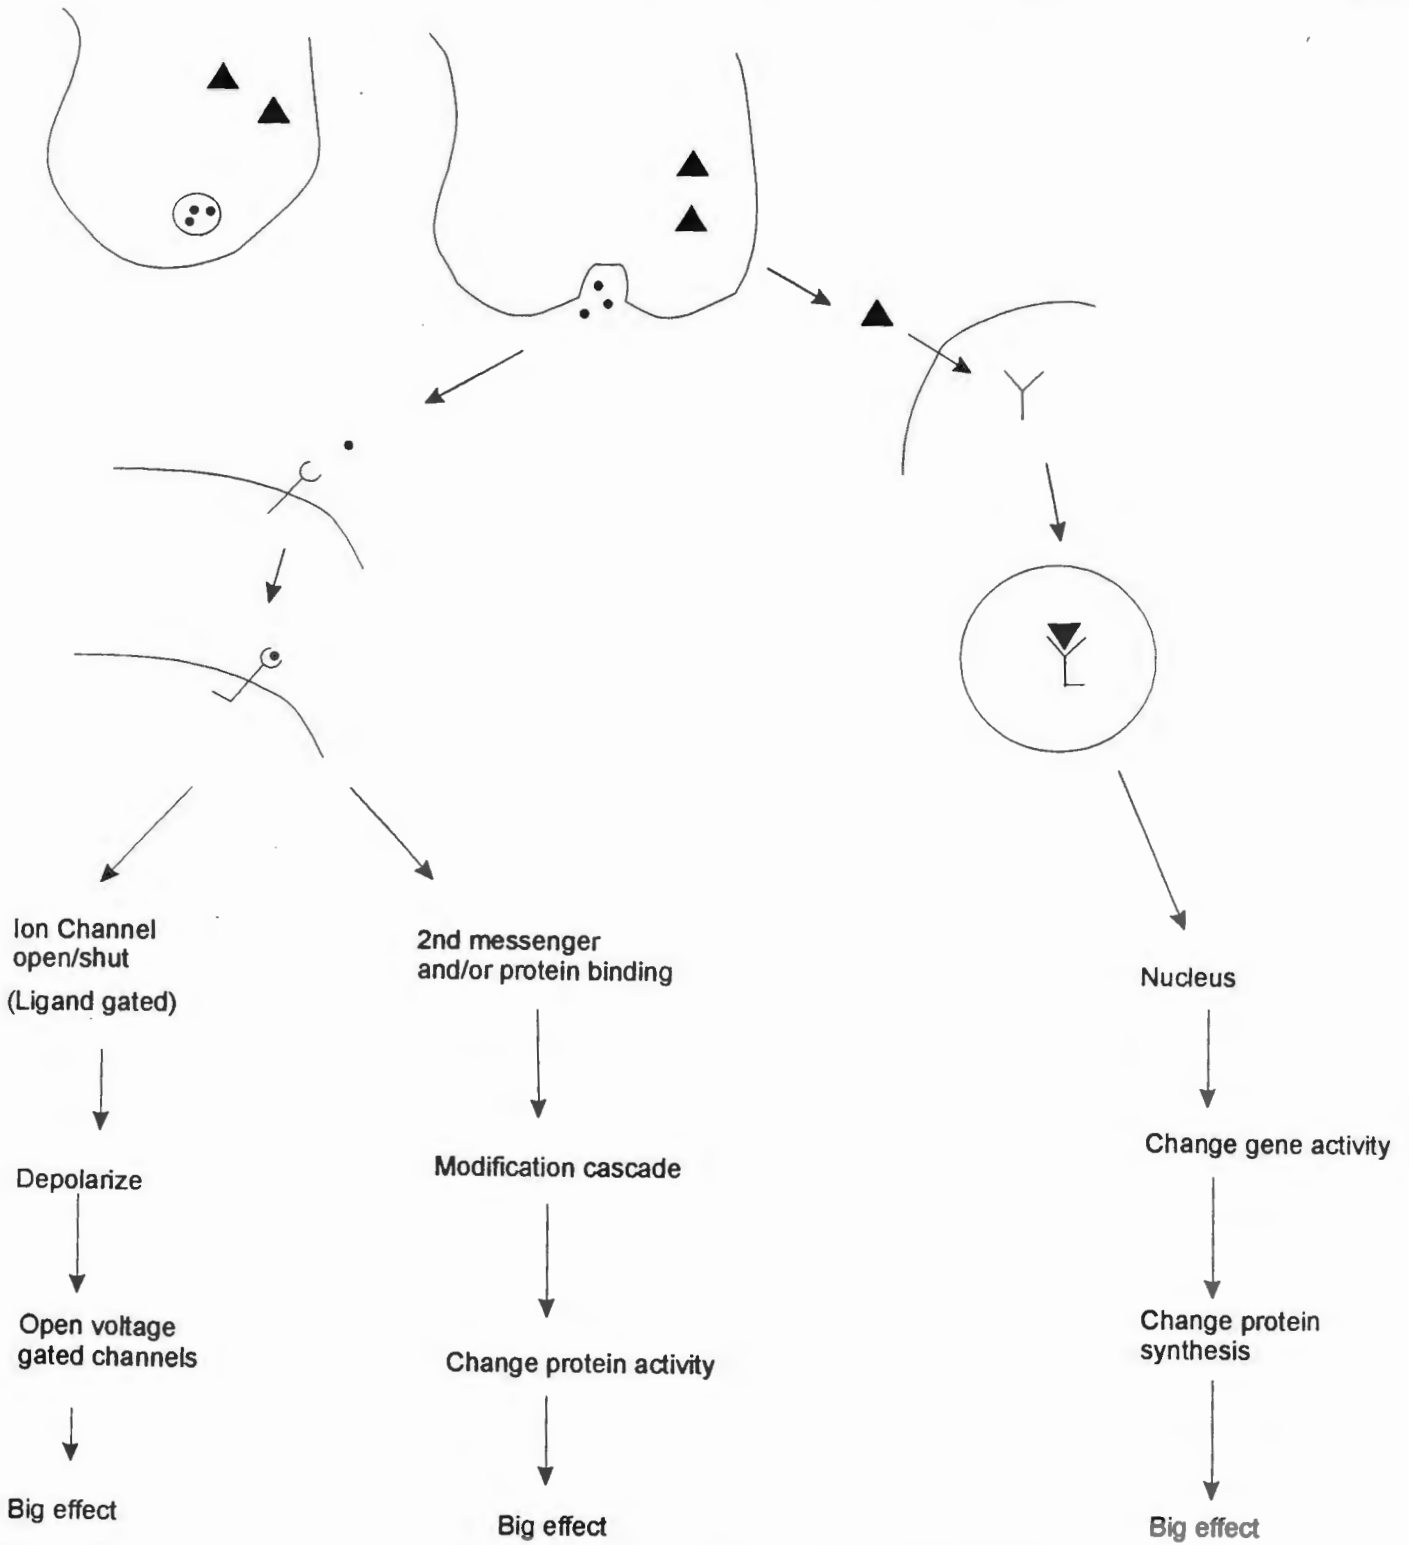 Ion Channel
open/shut
(Ligand gated)
Depolarize
Open voltage
gated channels
Big effect
2nd messenger
and/or protein binding
Modification cascade
Change protein activity
Big effect
Nucleus
Change gene activity
Change protein
synthesis
Big effect